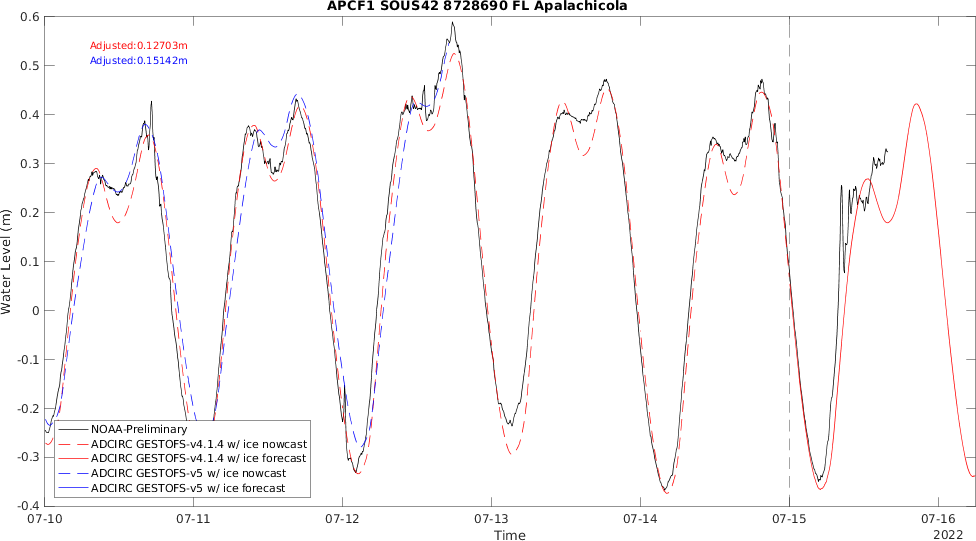 APCF1 SOUS42 8728690 FL Apalachicola
Adjusted:0.12703m
Adjusted:0.15142m
0.6
0.5
0.4
0.3
0.2
0.1
0
-0.1
-0.2
-0.3
-0.4
Water Level (m)
NOAA-Preliminary
ADCIRC GESTOFS-v4.1.4 w/ ice nowcast
ADCIRC GESTOFS-v4.1.4 w/ ice forecast
ADCIRC GESTOFS-v5 w/ ice nowcast
ADCIRC GESTOFS-v5 w/ ice forecast
07-10 07-11 07-12 07-13 07-14 07-15 07-16
Time
2022